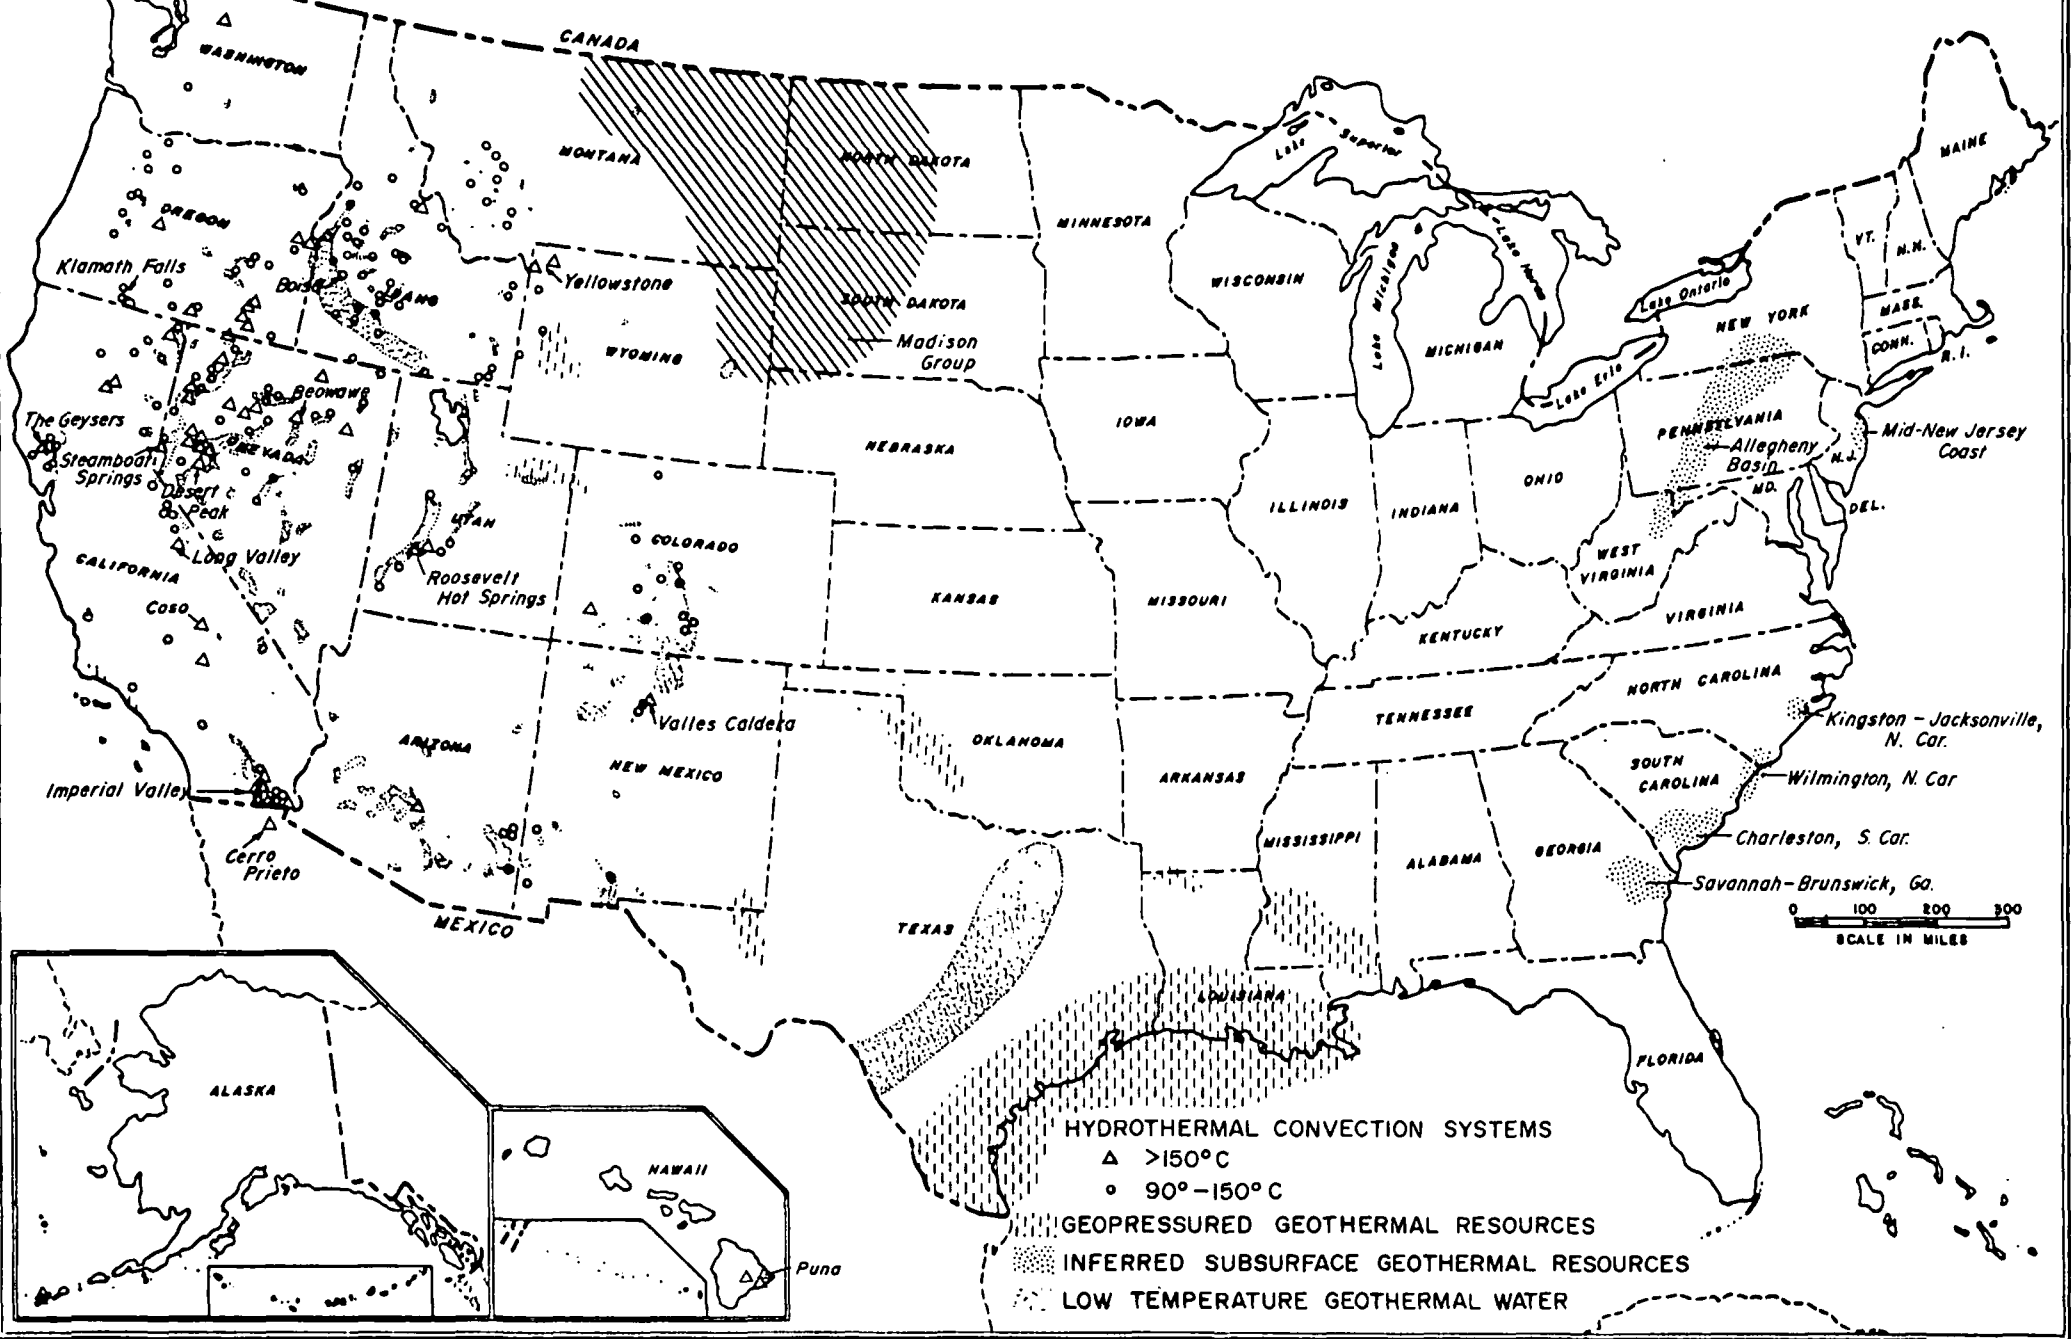 CANADA
WASHINGTON
MONTANA
NORTH DAKOTA
Lake Superior
MAINE
MINNESOTA
OREGON
VT.
N.H.
Klamath Falls
Boise
IDAHO
Yellowstone
SOUTH DAKOTA
WISCONSIN
Lake Michigan
Lake Huron
Lake Ontario
MASS.
NEW YORK
CONN.
R.I.
WYOMING
Madison
Group
MICHIGAN
Lake Erie
Beowawe
The Geysers
Steamboat
Springs
NEVADA
Desert
Peak
NEBRASKA
IOWA
PENNSYLVANIA
Allegheny
Basin
Mid-New Jersey
Coast
N.J.
MD.
DEL.
OHIO
ILLINOIS
INDIANA
UTAH
COLORADO
Long Valley
CALIFORNIA
Roosevelt
Hot Springs
WEST
VIRGINIA
Coso
KANSAS
MISSOURI
KENTUCKY
VIRGINIA
NORTH CAROLINA
TENNESSEE
Valles Caldera
Kingston - Jacksonville,
N. Car.
ARIZONA
NEW MEXICO
OKLAHOMA
ARKANSAS
SOUTH
CAROLINA
Wilmington, N. Car
Imperial Valley
Cerro
Prieto
MISSISSIPPI
ALABAMA
GEORGIA
Charleston, S. Car.
Savannah-Brunswick, Ga.
MEXICO
TEXAS
0 100 200 300
SCALE IN MILES
LOUISIANA
FLORIDA
ALASKA
HAWAII
Puna
HYDROTHERMAL CONVECTION SYSTEMS
>150°C
90°-150°C
GEOPRESSURED GEOTHERMAL RESOURCES
INFERRED SUBSURFACE GEOTHERMAL RESOURCES
LOW TEMPERATURE GEOTHERMAL WATER